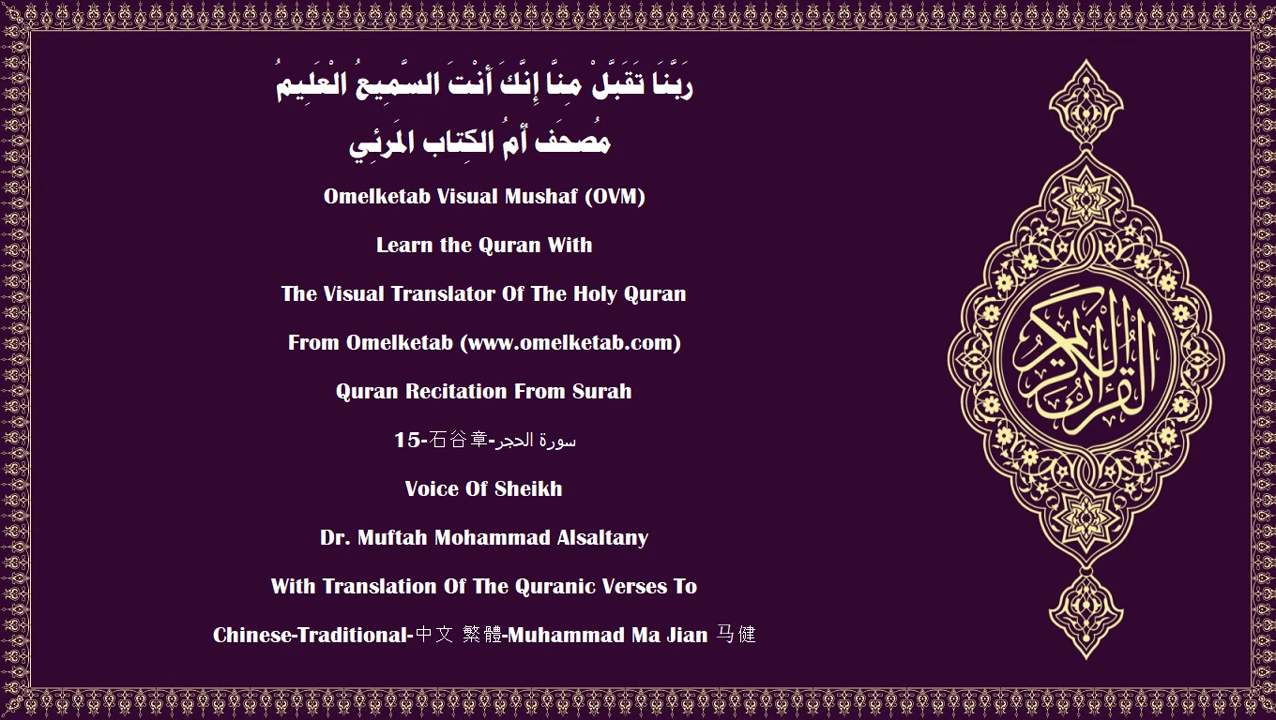 رَبَّنَا تَقَبَّلْ مِنَّا إِنَّكَ أَنْتَ السَّمِيعُ الْعَلِيمُ
مُصحَف أمُ الكِتاب المَرئِي
Omelketab Visual Mushaf (OVM)
Learn the Quran With
The Visual Translator Of The Holy Quran
From Omelketab (www.omelketab.com)
Quran Recitation From Surah
15-石谷章-سورة الحجر
Voice Of Sheikh
Dr. Muftah Mohammad Alsaltany
With Translation Of The Quranic Verses To
Chinese-Traditional-中文 繁體-Muhammad Ma Jian 马健
القرآن الكريم